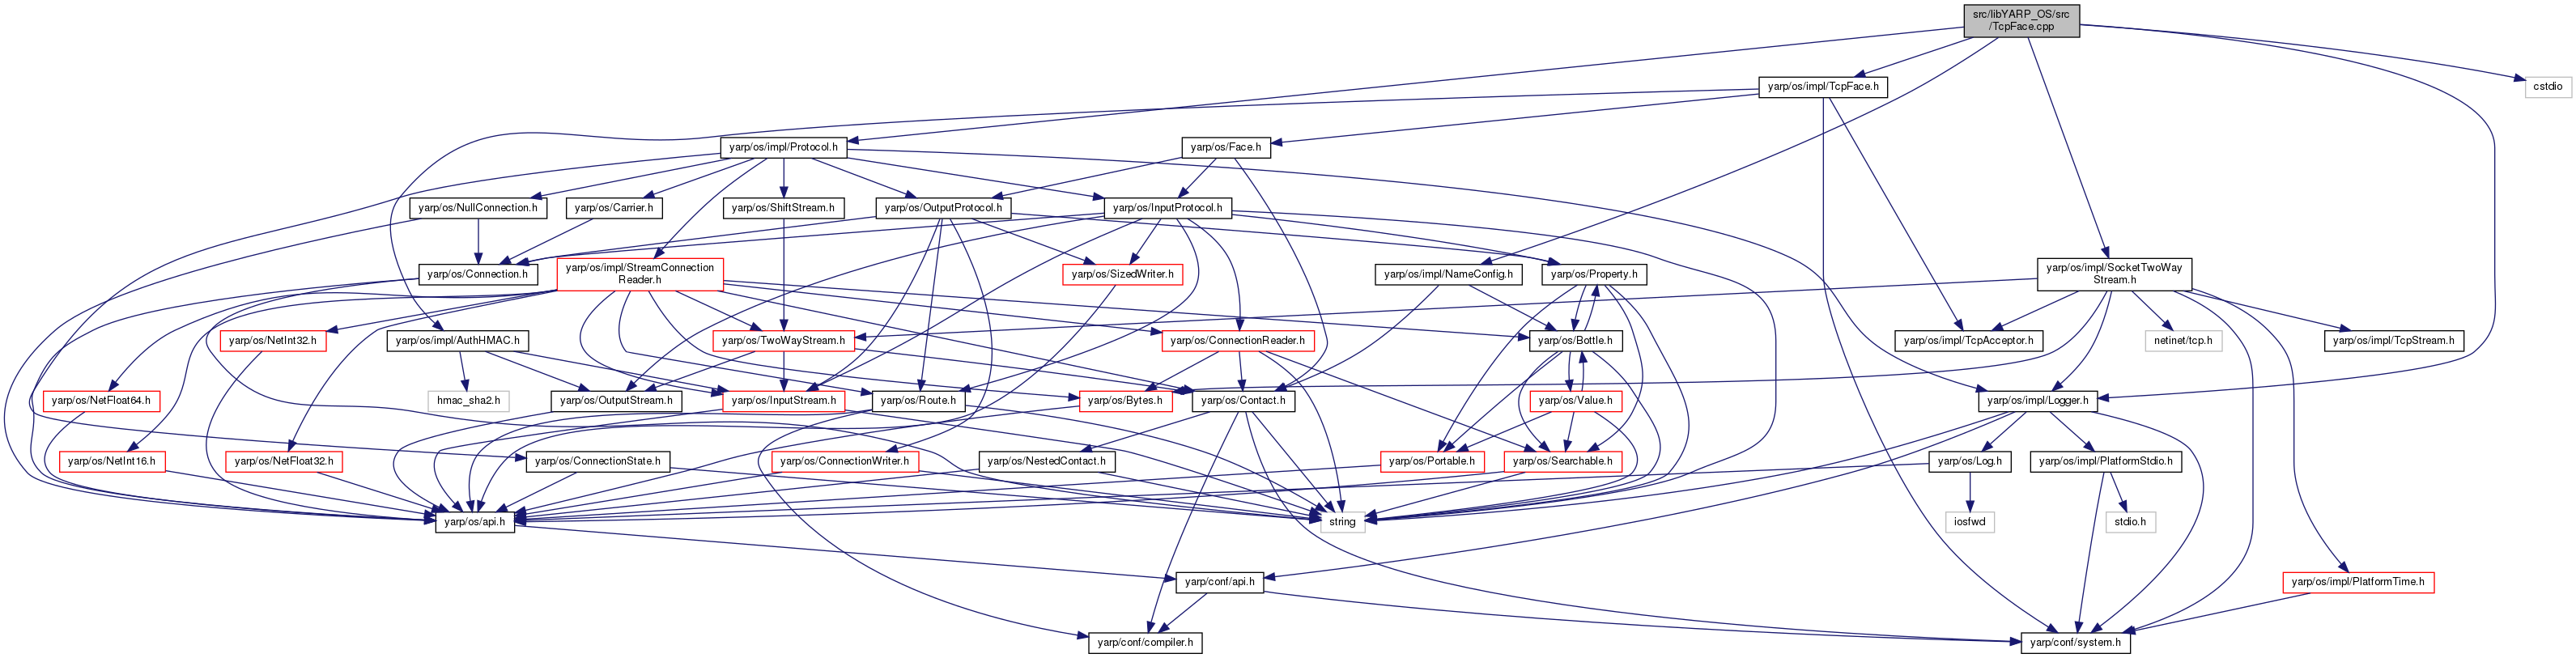 src/libYARP_OS/src
/TcpFace.cpp
yarp/os/impl/TcpFace.h
cstdio
yarp/os/impl/Protocol.h
yarp/os/Face.h
yarp/os/NullConnection.h
yarp/os/Carrier.h
yarp/os/ShiftStream.h
yarp/os/OutputProtocol.h
yarp/os/InputProtocol.h
yarp/os/Connection.h
yarp/os/impl/StreamConnection
Reader.h
yarp/os/SizedWriter.h
yarp/os/impl/NameConfig.h
yarp/os/Property.h
yarp/os/impl/SocketTwoWay
Stream.h
yarp/os/NetInt32.h
yarp/os/impl/AuthHMAC.h
yarp/os/TwoWayStream.h
yarp/os/ConnectionReader.h
yarp/os/Bottle.h
yarp/os/impl/TcpAcceptor.h
netinet/tcp.h
yarp/os/impl/TcpStream.h
yarp/os/NetFloat64.h
hmac_sha2.h
yarp/os/OutputStream.h
yarp/os/InputStream.h
yarp/os/Route.h
yarp/os/Bytes.h
yarp/os/Contact.h
yarp/os/Value.h
yarp/os/impl/Logger.h
yarp/os/NetInt16.h
yarp/os/NetFloat32.h
yarp/os/ConnectionState.h
yarp/os/ConnectionWriter.h
yarp/os/NestedContact.h
yarp/os/Portable.h
yarp/os/Searchable.h
yarp/os/Log.h
yarp/os/impl/PlatformStdio.h
yarp/os/api.h
string
iosfwd
stdio.h
yarp/conf/api.h
yarp/os/impl/PlatformTime.h
yarp/conf/compiler.h
yarp/conf/system.h